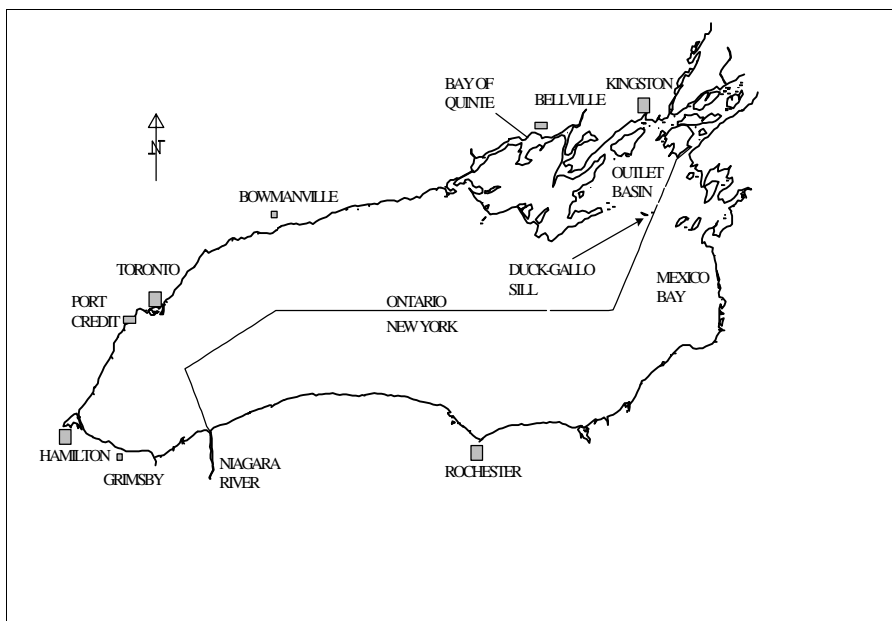 BAY OF
QUINTE
BELLVILLE
KINGSTON
N
OUTLET
BASIN
BOWMANVILLE
DUCK-GALLO
SILL
TORONTO
MEXICO
BAY
PORT
CREDIT
ONTARIO
NEW YORK
HAMILTON
GRIMSBY
NIAGARA
RIVER
ROCHESTER